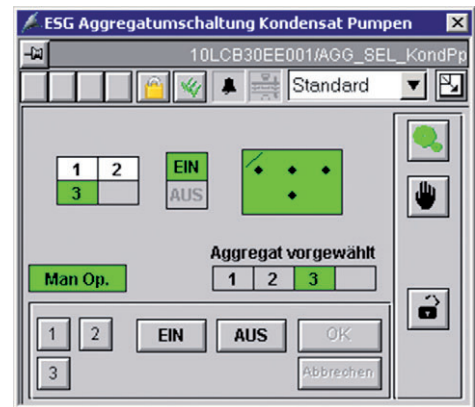 ESG Aggregatumschaltung Kondensat Pumpen
10LCB30EE001/AGG_SEL_KondPp
Standard
1 2
3
EIN
AUS
Aggregat vorgewählt
1 2 3
Man Op.
1 2 EIN AUS OK
3 Abbrechen